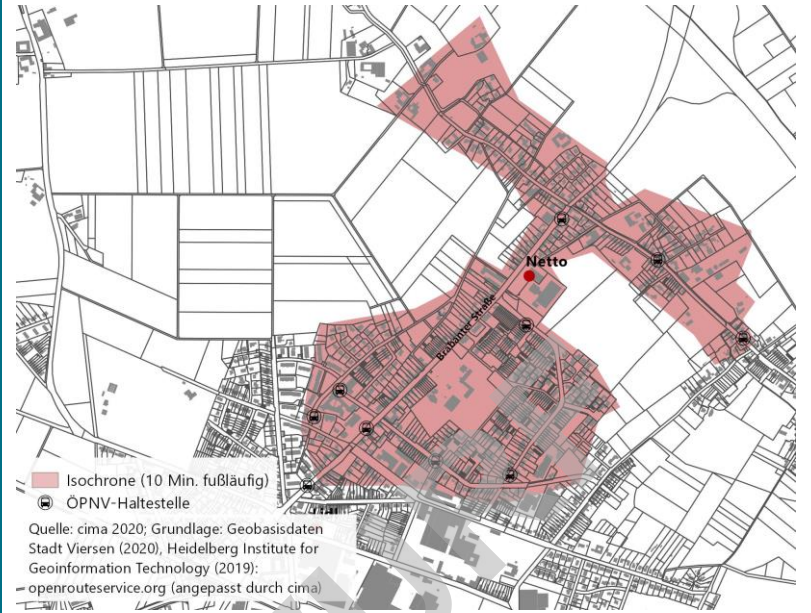 Netto
Brabanter Straße
Isochrone (10 Min. fußläufig)
ÖPNV-Haltestelle
Quelle: cima 2020; Grundlage: Geobasisdaten
Stadt Viersen (2020), Heidelberg Institute for
Geoinformation Technology (2019):
openrouteservice.org (angepasst durch cima)